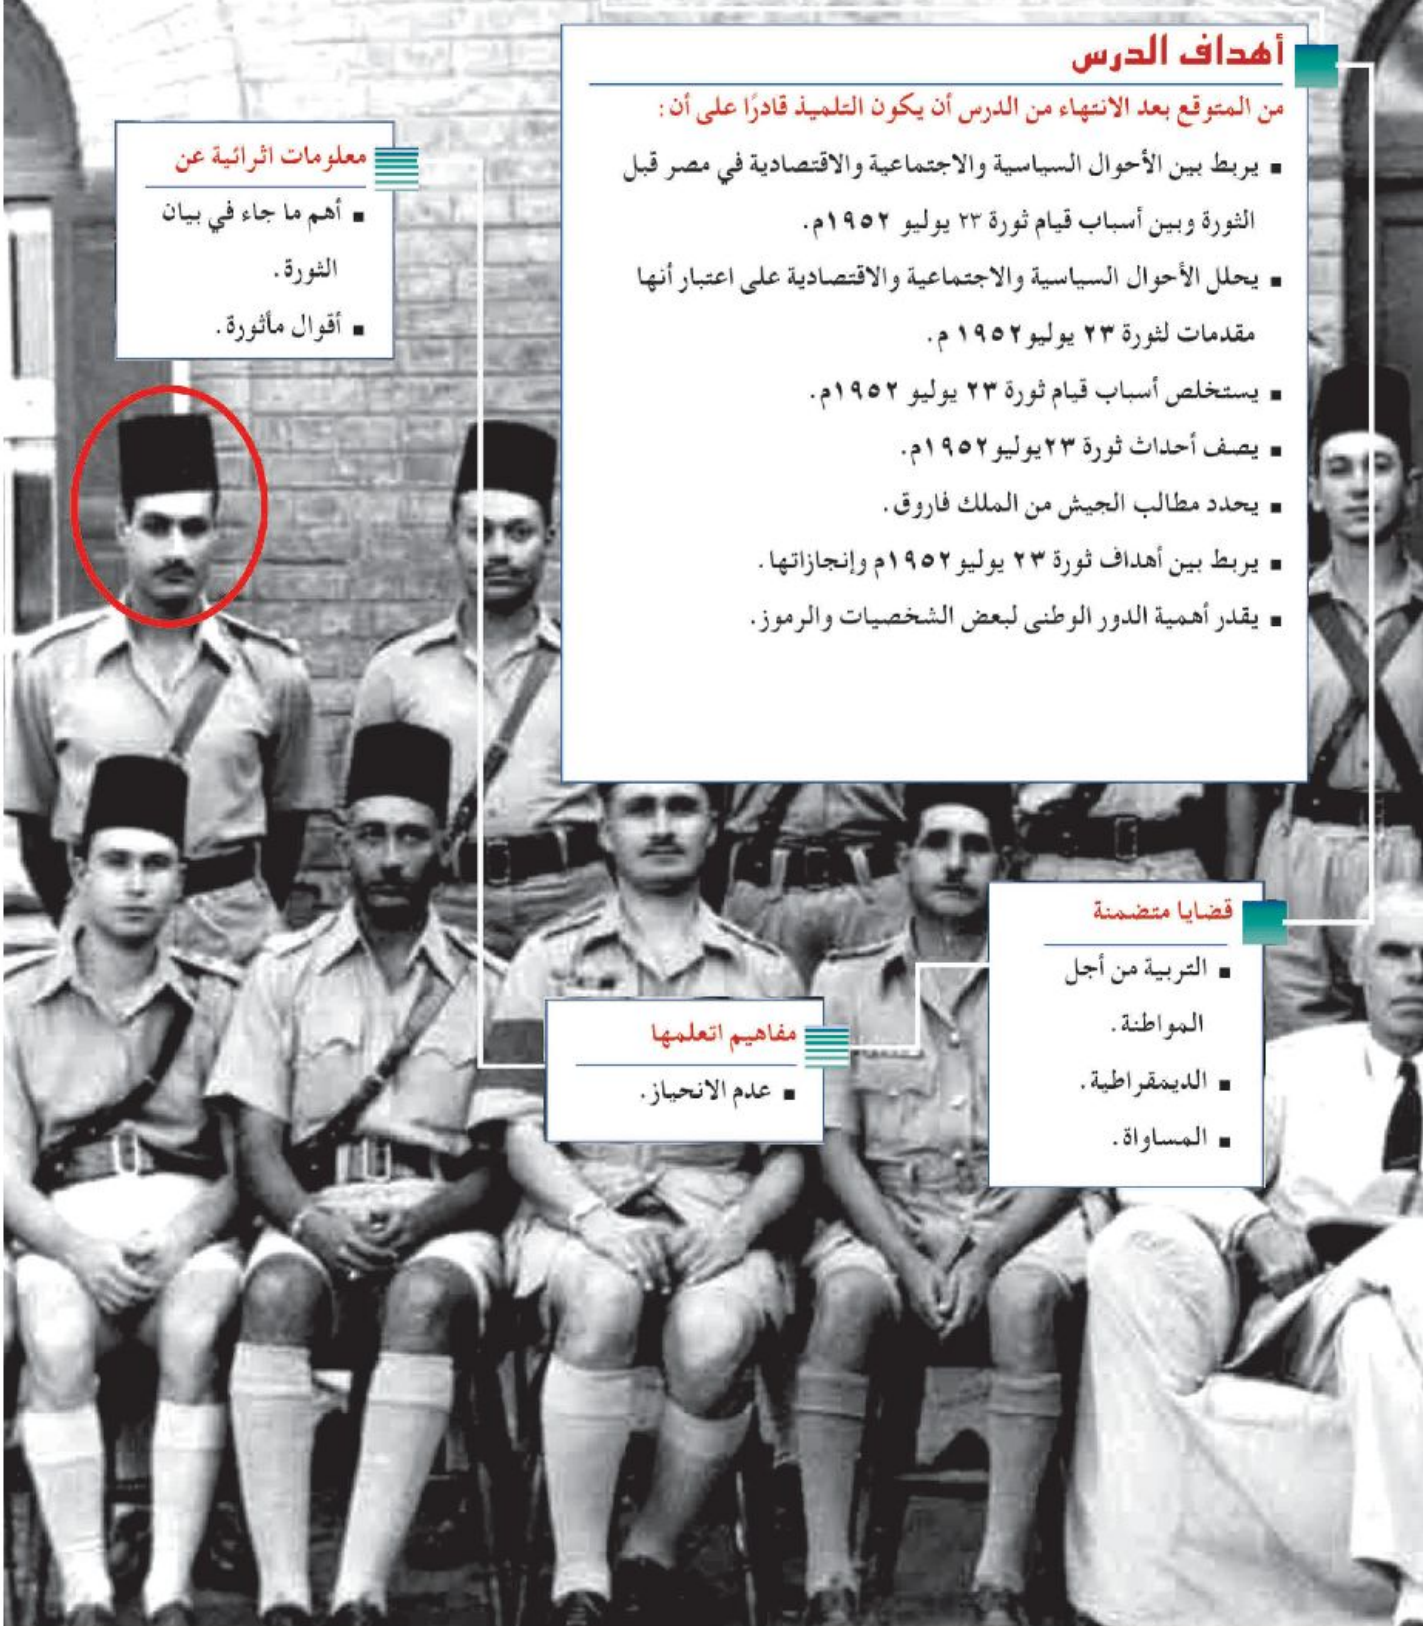 أهداف الدرس
من المتوقع بعد الانتهاء من الدرس أن يكون التلميذ قادرًا على أن :
▪ يربط بين الأحوال السياسية والاجتماعية والاقتصادية في مصر قبل
الثورة وبين أسباب قيام ثورة ٢٣ يوليو ١٩٥٢م.
▪ يحلل الأحوال السياسية والاجتماعية والاقتصادية على اعتبار أنها
مقدمات لثورة ٢٣ يوليو ١٩٥٢ م.
▪ يستخلص أسباب قيام ثورة ٢٣ يوليو ١٩٥٢م.
▪ يصف أحداث ثورة ٢٣يوليو ١٩٥٢م.
▪ يحدد مطالب الجيش من الملك فاروق.
▪ يربط بين أهداف ثورة ٢٣ يوليو ١٩٥٢م وإنجازاتها.
▪ يقدر أهمية الدور الوطنى لبعض الشخصيات والرموز.
معلومات اثرائية عن
▪ أهم ما جاء في بيان
الثورة.
▪ أقوال مأثورة.
قضايا متضمنة
▪ التربية من أجل
المواطنة.
▪ الديمقراطية.
▪ المساواة.
مفاهيم اتعلمها
▪ عدم الانحياز.